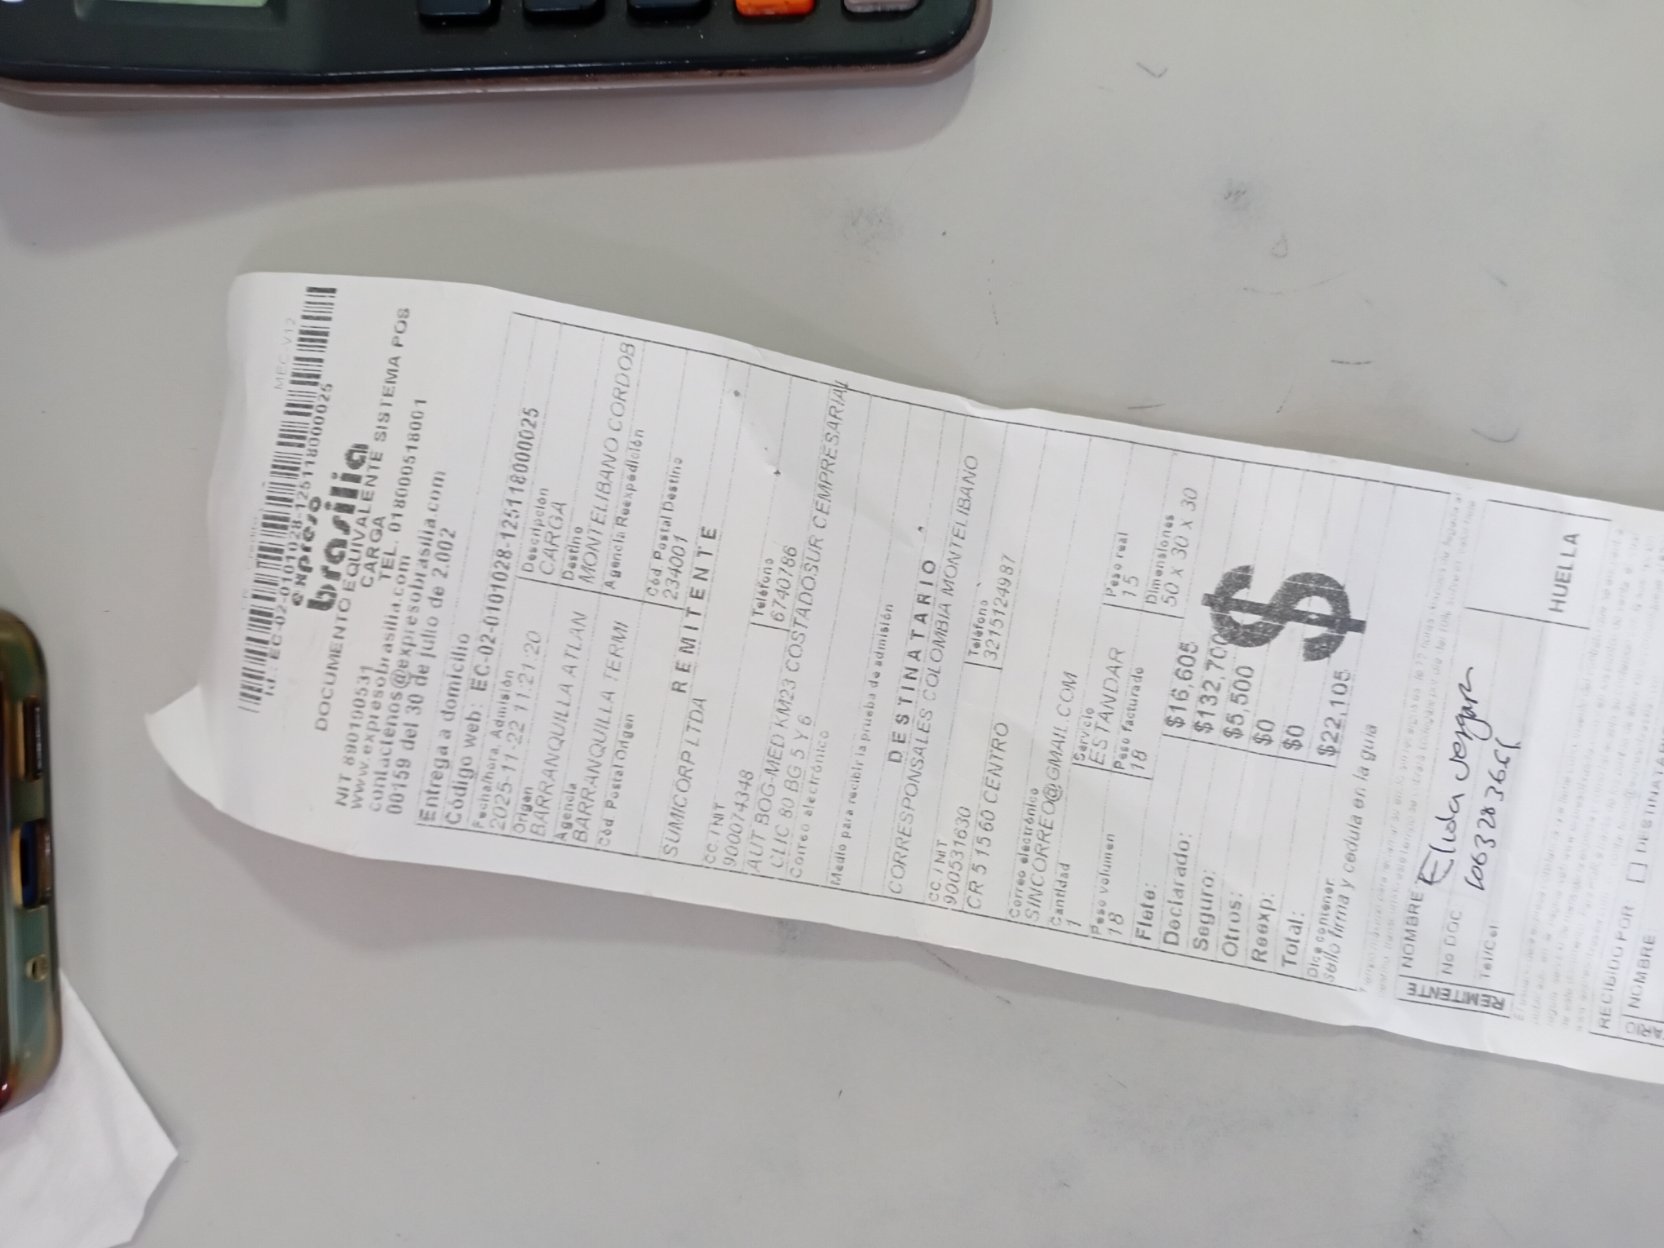 MEC-V12
Id.: EC-02-0101028-125118000025
expreso
brasilia
DOCUMENTO EQUIVALENTE SISTEMA POS
CARGA
NIT 890100531 TEL. 018000518001
www.expresobrasilia.com
contactenos@expresobrasilia.com
00159 del 30 de julio de 2.002
Entrega a domicilio
Código web: EC-02-0101028-125118000025
Fecha/hora. Admisión Descripción
2025-11-22 11:21:20 CARGA
Origen Destino
BARRANQUILLA ATLAN MONTELIBANO CORDOB
Agencia Agencia Reexpedición
BARRANQUILLA TERMI
Cód Postal Origen Cód Postal Destino
234001
REMITENTE
SUMICORP LTDA
CC/NIT Teléfono
900074348 6740786
AUT BOG-MED KM23 COSTADOSUR CEMPRESARIAL
CLIC 80 BG 5 Y 6
Correo electrónico
Medio para recibir la prueba de admisión
DESTINATARIO
CORRESPONSALES COLOMBIA MONTELIBANO
CC/NIT Teléfono
900531630 3215124987
CR 5 15 60 CENTRO
Correo electrónico
SINCORREO@GMAIL.COM
Cantidad Servicio Peso real
1 ESTANDAR 15
Peso volumen Peso facturado Dimensiones
18 18 50 x 30 x 30
Flete: $16,605
Declarado: $132,700
Seguro: $5,500
Otros: $0
Reexp: $0
Total: $22,105
$
Dice contener:
sello firma y cedula en la guia
REMITENTE
NOMBRE Eluda Vergara
No DOC
Tel/Cel
HUELLA
RECIBIDO POR DESTINATA
NOMBRE